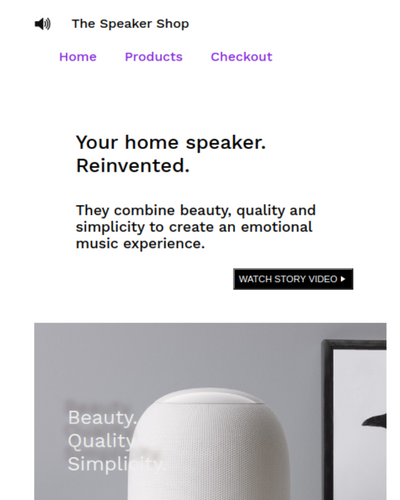 The Speaker Shop
Home Products Checkout
Your home speaker.
Reinvented.
They combine beauty, quality and
simplicity to create an emotional
music experience.
WATCH STORY VIDEO
Beauty.
Quality.
Simplicity.